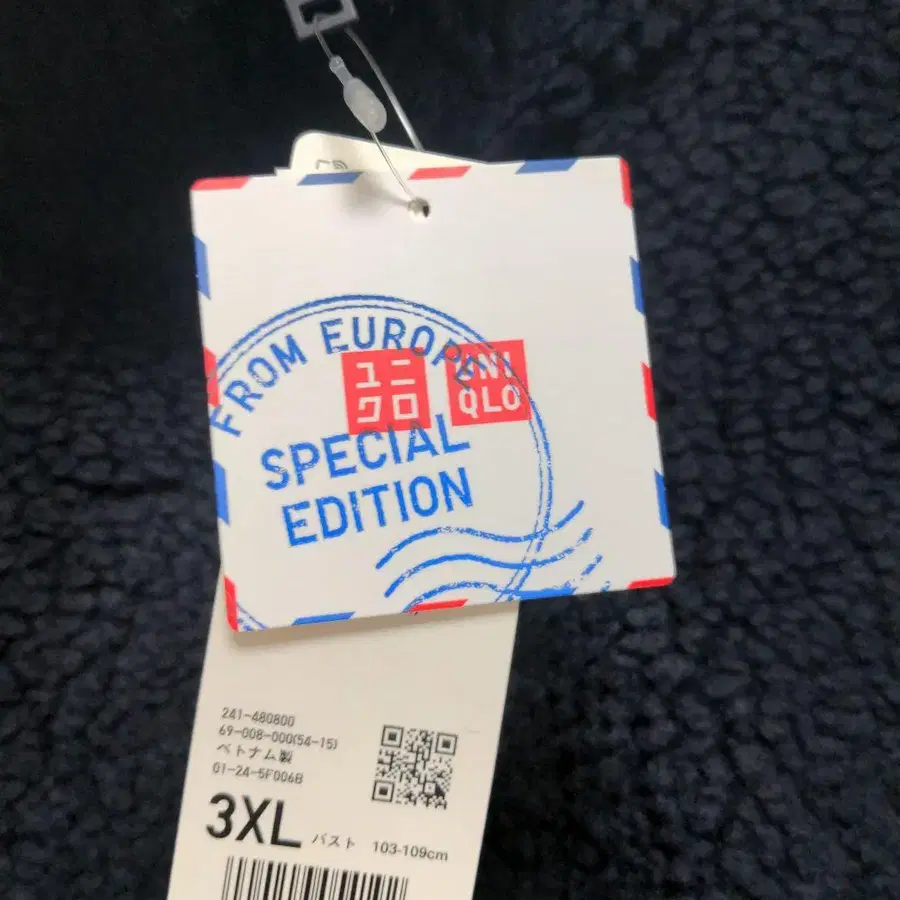 FROM EUROPE
ユニ
クロ
UNI
QLO
SPECIAL
EDITION
241-480800
69-008-000(54-15)
ベトナム製
01-24-5F006B
3XL バスト 103-109cm